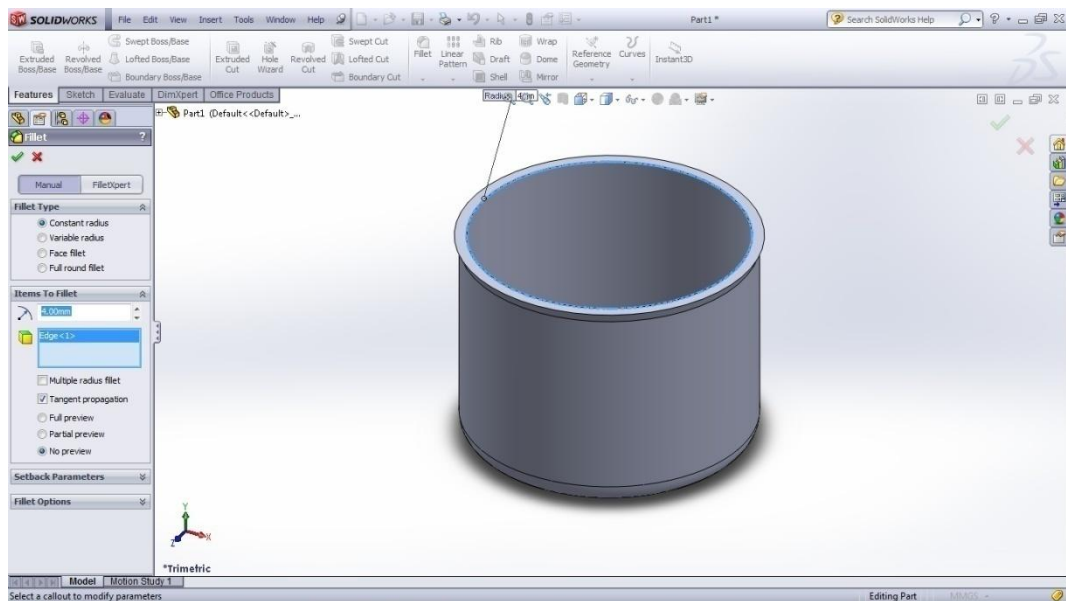 SOLIDWORKS File Edit View Insert Tools Window Help Part1 * Search SolidWorks Help
Extruded Boss/Base Revolved Boss/Base Swept Boss/Base Lofted Boss/Base Boundary Boss/Base Extruded Cut Hole Wizard Revolved Cut Swept Cut Lofted Cut Boundary Cut Fillet Linear Pattern Rib Draft Shell Wrap Dome Mirror Reference Geometry Curves Instant3D
Features Sketch Evaluate DimXpert Office Products
Radius:
Part1 (Default<<Default>_...
Fillet ?
Manual FilletXpert
Fillet Type
Constant radius
Variable radius
Face fillet
Full round fillet
Items To Fillet
4.00mm
Edge<1>
Multiple radius fillet
Tangent propagation
Full preview
Partial preview
No preview
Setback Parameters
Fillet Options
Y
X
Z
*Trimetric
Model Motion Study 1
Select a callout to modify parameters Editing Part MMGS